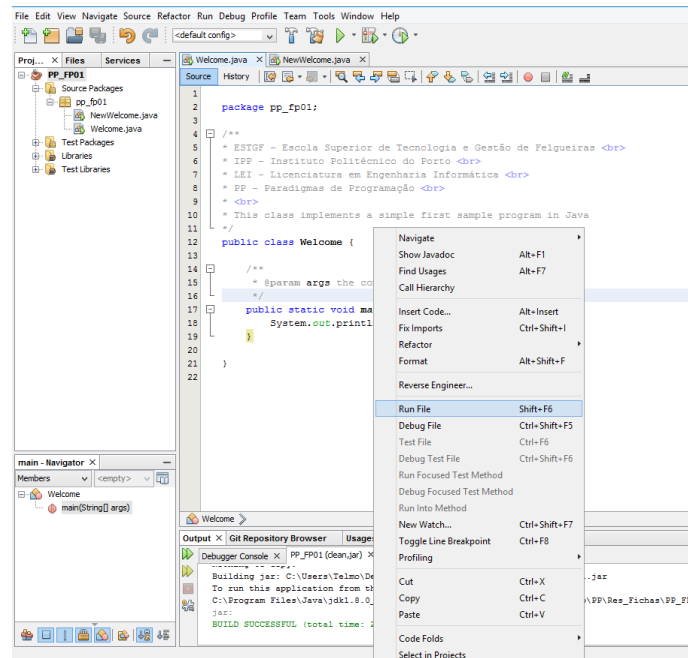 File Edit View Navigate Source Refactor Run Debug Profile Team Tools Window Help
<default config>
Proj... Files Services
PP_FP01
Source Packages
pp_fp01
NewWelcome.java
Welcome.java
Test Packages
Libraries
Test Libraries
Welcome.java NewWelcome.java
Source History
1
2 package pp_fp01;
3
4 /**
5 * ESTGF - Escola Superior de Tecnologia e Gestão de Felgueiras <br>
6 * IPP - Instituto Politécnico do Porto <br>
7 * LEI - Licenciatura em Engenharia Informática <br>
8 * PP - Paradigmas de Programação <br>
9 * <br>
10 * This class implements a simple first sample program in Java
11 */
12 public class Welcome {
13
14 /**
15 * @param args the co
16 */
17 public static void ma
18 System.out.printl
19 }
20
21 }
22
Navigate
Show Javadoc Alt+F1
Find Usages Alt+F7
Call Hierarchy
Insert Code... Alt+Insert
Fix Imports Ctrl+Shift+I
Refactor
Format Alt+Shift+F
Reverse Engineer...
Run File Shift+F6
Debug File Ctrl+Shift+F5
Test File Ctrl+F6
Debug Test File Ctrl+Shift+F6
Run Focused Test Method
Debug Focused Test Method
Run Into Method
New Watch... Ctrl+Shift+F7
Toggle Line Breakpoint Ctrl+F8
Profiling
Cut Ctrl+X
Copy Ctrl+C
Paste Ctrl+V
Code Folds
Select in Projects
main - Navigator
Members <empty>
Welcome
main(String[] args)
Welcome
Output Git Repository Browser Usages
Debugger Console PP_FP01 (clean,jar)
Building jar: C:\Users\Telmo\De .jar
To run this application from th
C:\Program Files\Java\jdk1.8.0_ \PP\Res_Fichas\PP_F
jar:
BUILD SUCCESSFUL (total time: 2